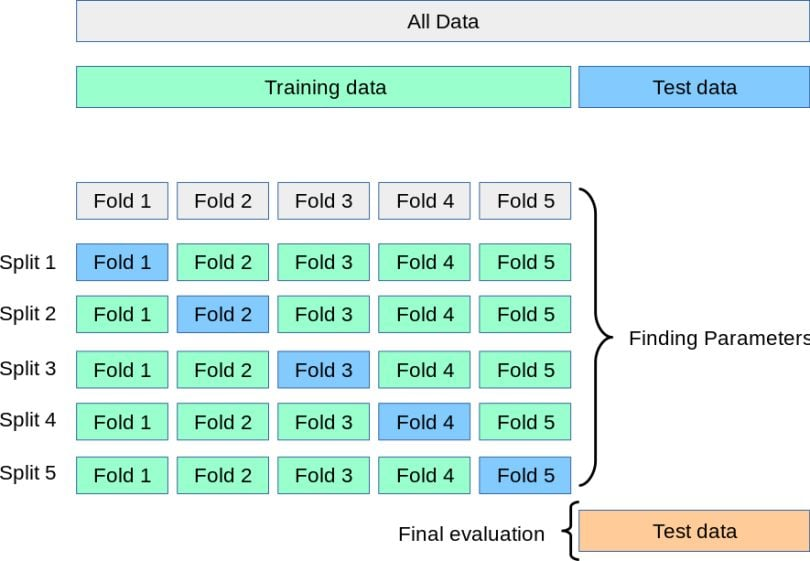 All Data
Training data Test data
Fold 1 Fold 2 Fold 3 Fold 4 Fold 5
Split 1 Fold 1 Fold 2 Fold 3 Fold 4 Fold 5
Split 2 Fold 1 Fold 2 Fold 3 Fold 4 Fold 5
Finding Parameters
Split 3 Fold 1 Fold 2 Fold 3 Fold 4 Fold 5
Split 4 Fold 1 Fold 2 Fold 3 Fold 4 Fold 5
Split 5 Fold 1 Fold 2 Fold 3 Fold 4 Fold 5
Final evaluation Test data